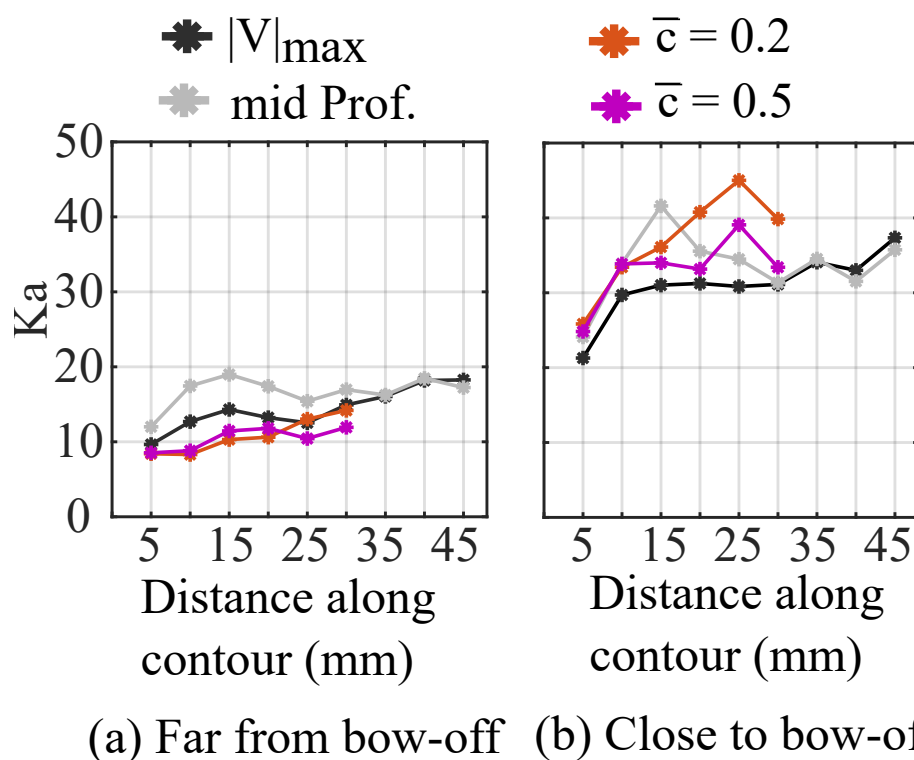 |V|max
mid Prof.
c̅ = 0.2
c̅ = 0.5
50
40
30
20
10
0
Ka
5 15 25 35 45
5 15 25 35 45
Distance along
contour (mm)
Distance along
contour (mm)
(a) Far from bow-off
(b) Close to bow-of